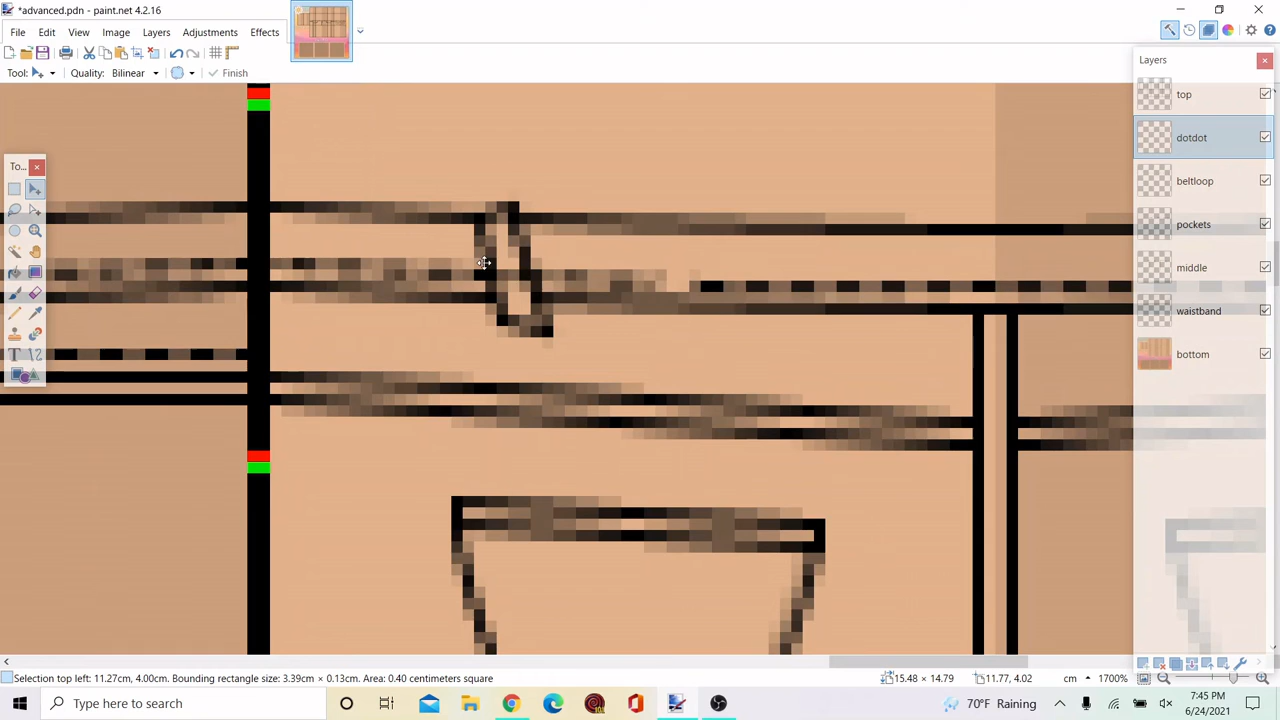 *advanced.pdn - paint.net 4.2.16
File Edit View Image Layers Adjustments Effects
Tool: Quality: Bilinear Finish
Layers
top
dotdot
beltloop
pockets
middle
waistband
bottom
To...
T
Selection top left: 11.27cm, 4.00cm. Bounding rectangle size: 3.39cm × 0.13cm. Area: 0.40 centimeters square
15.48 × 14.79
11.77, 4.02
cm
1700%
Type here to search
70°F Raining
7:45 PM
6/24/2021